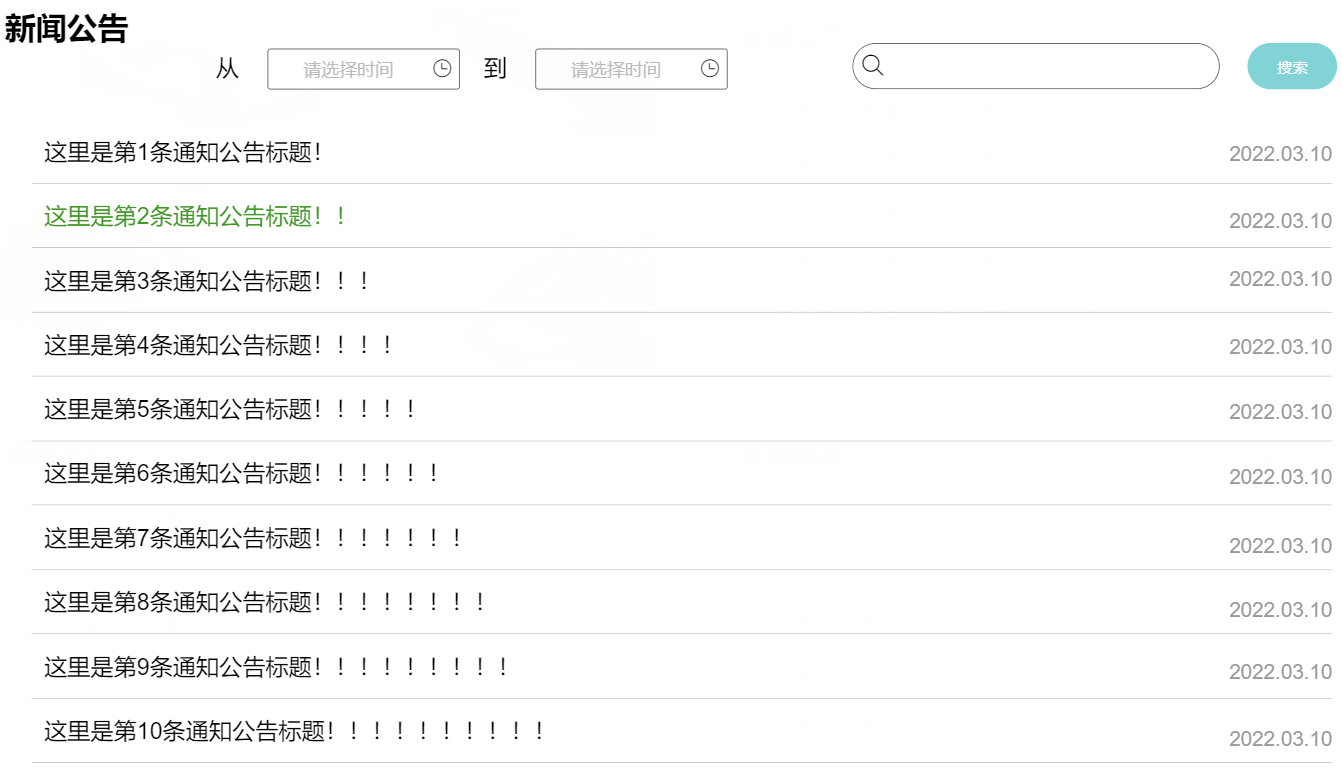 新闻公告
从 请选择时间 到 请选择时间 搜索
这里是第1条通知公告标题！ 2022.03.10
这里是第2条通知公告标题！！ 2022.03.10
这里是第3条通知公告标题！！！ 2022.03.10
这里是第4条通知公告标题！！！！ 2022.03.10
这里是第5条通知公告标题！！！！！ 2022.03.10
这里是第6条通知公告标题！！！！！！ 2022.03.10
这里是第7条通知公告标题！！！！！！！ 2022.03.10
这里是第8条通知公告标题！！！！！！！！ 2022.03.10
这里是第9条通知公告标题！！！！！！！！！ 2022.03.10
这里是第10条通知公告标题！！！！！！！！！！ 2022.03.10